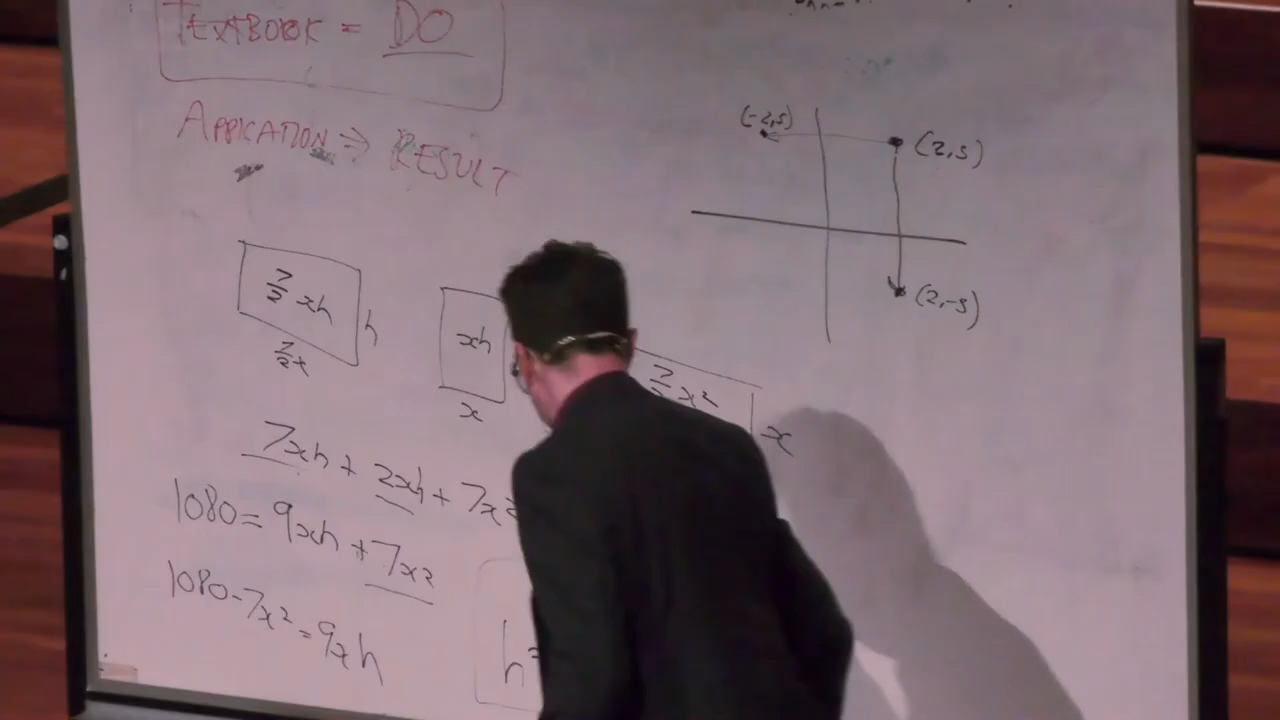 TEXTBOOK = DO
APPLICATION ⇒ RESULT
(-2,5)
(2,5)
(2,-5)
7/2 xh
h
7/2 x
xh
x
7/2 x²
x
7xh + 2xh + 7x²
1080 = 9xh + 7x²
1080-7x² = 9xh
h =